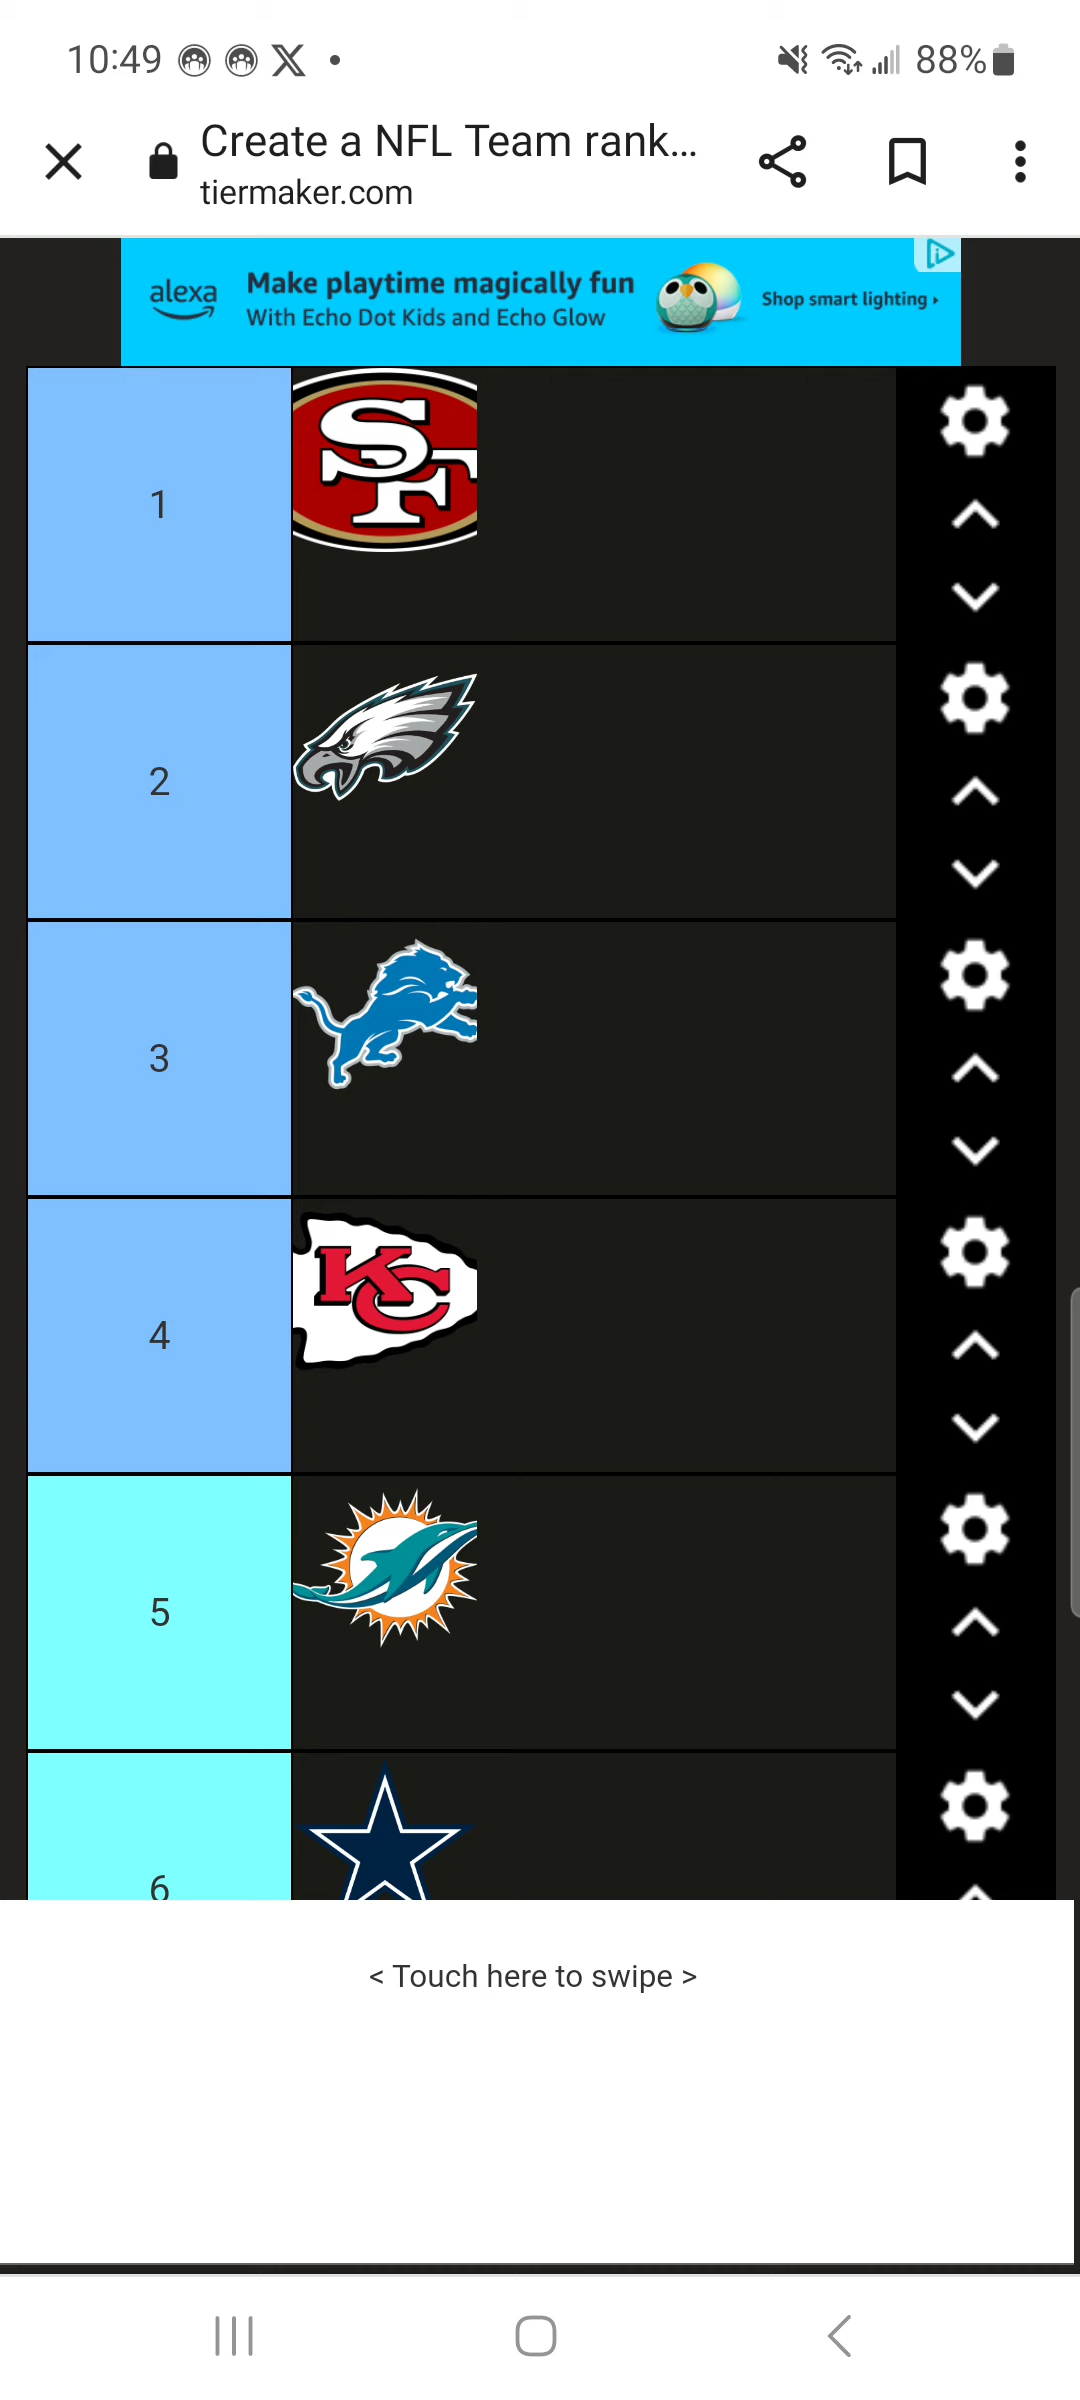 10:49
88%
Create a NFL Team rank...
tiermaker.com
alexa
Make playtime magically fun
With Echo Dot Kids and Echo Glow
Shop smart lighting ›
1
SF
2
3
4
KC
5
6
< Touch here to swipe >